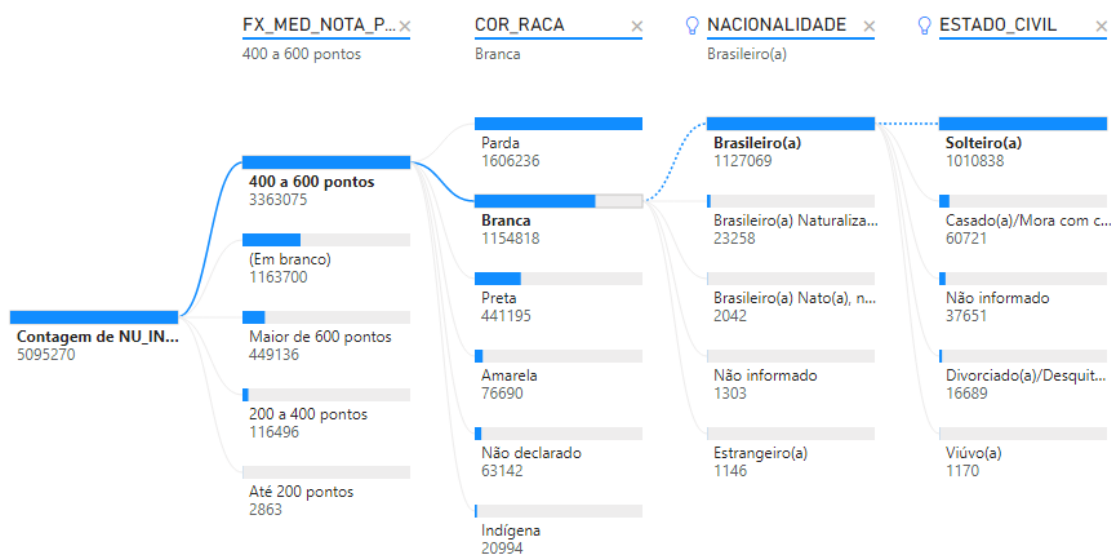 FX_MED_NOTA_P...
400 a 600 pontos
COR_RACA
Branca
NACIONALIDADE
Brasileiro(a)
ESTADO_CIVIL
Contagem de NU_IN...
5095270
400 a 600 pontos
3363075
(Em branco)
1163700
Maior de 600 pontos
449136
200 a 400 pontos
116496
Até 200 pontos
2863
Parda
1606236
Branca
1154818
Preta
441195
Amarela
76690
Não declarado
63142
Indígena
20994
Brasileiro(a)
1127069
Brasileiro(a) Naturaliza...
23258
Brasileiro(a) Nato(a), n...
2042
Não informado
1303
Estrangeiro(a)
1146
Solteiro(a)
1010838
Casado(a)/Mora com c...
60721
Não informado
37651
Divorciado(a)/Desquit...
16689
Viúvo(a)
1170